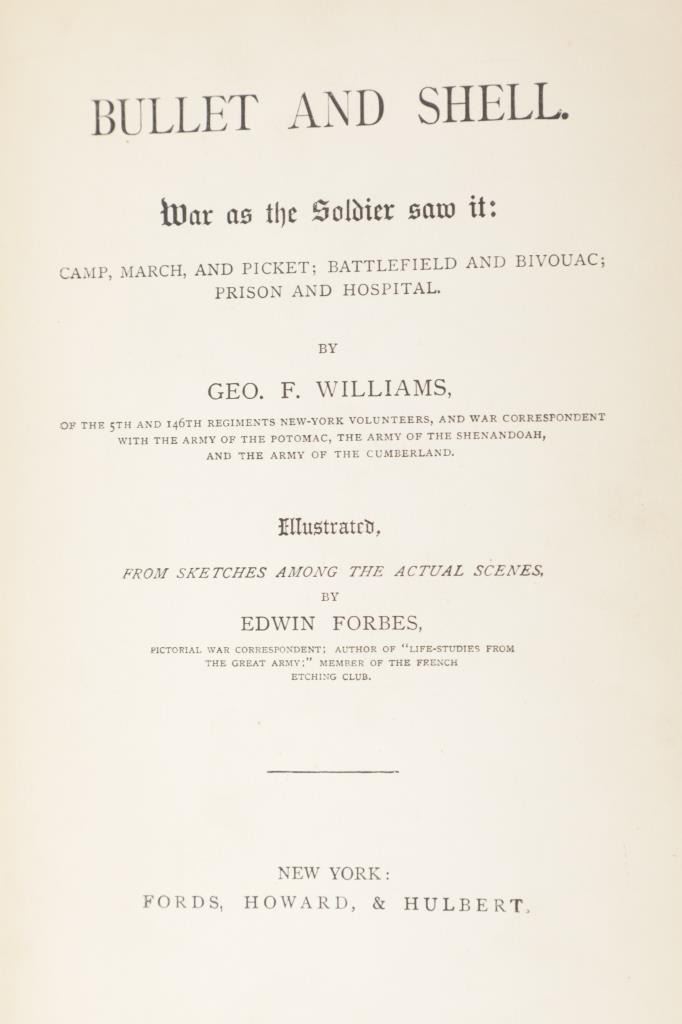 BULLET AND SHELL.
War as the Soldier saw it:
CAMP, MARCH, AND PICKET; BATTLEFIELD AND BIVOUAC;
PRISON AND HOSPITAL.
BY
GEO. F. WILLIAMS,
OF THE 5TH AND 146TH REGIMENTS NEW-YORK VOLUNTEERS, AND WAR CORRESPONDENT
WITH THE ARMY OF THE POTOMAC, THE ARMY OF THE SHENANDOAH,
AND THE ARMY OF THE CUMBERLAND.
Illustrated,
FROM SKETCHES AMONG THE ACTUAL SCENES,
BY
EDWIN FORBES,
PICTORIAL WAR CORRESPONDENT; AUTHOR OF "LIFE-STUDIES FROM
THE GREAT ARMY;" MEMBER OF THE FRENCH
ETCHING CLUB.
NEW YORK:
FORDS, HOWARD, & HULBERT.